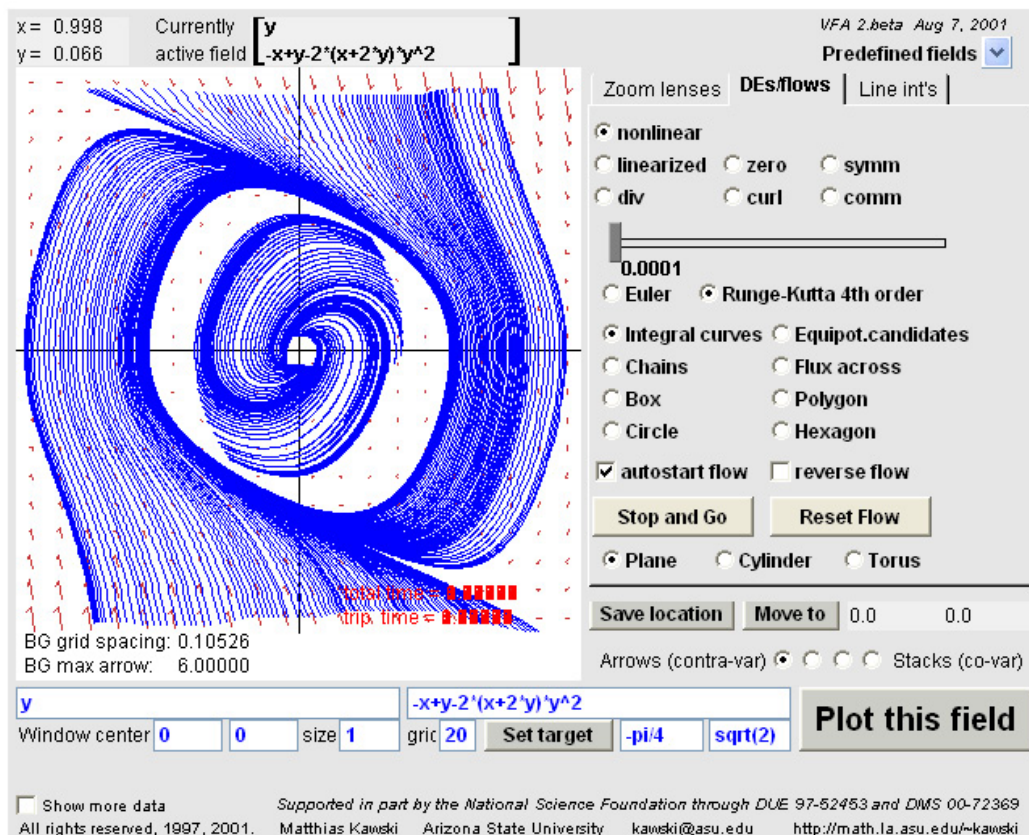 x = 0.998 Currently y VFA 2.beta Aug 7, 2001
y = 0.066 active field -x+y-2*(x+2*y)*y^2 Predefined fields
Zoom lenses DEs/flows Line int's
nonlinear
linearized zero symm
div curl comm
0.0001
Euler Runge-Kutta 4th order
Integral curves Equipot.candidates
Chains Flux across
Box Polygon
Circle Hexagon
autostart flow reverse flow
Stop and Go Reset Flow
Plane Cylinder Torus
total time =
trip. time =
Save location Move to 0.0 0.0
BG grid spacing: 0.10526
BG max arrow: 6.00000
Arrows (contra-var) Stacks (co-var)
y -x+y-2*(x+2*y)*y^2 Plot this field
Window center 0 0 size 1 gric 20 Set target -pi/4 sqrt(2)
Show more data Supported in part by the National Science Foundation through DUE 97-52453 and DMS 00-72369
All rights reserved, 1997, 2001. Matthias Kawski Arizona State University kawski@asu.edu http://math.la.asu.edu/~kawski